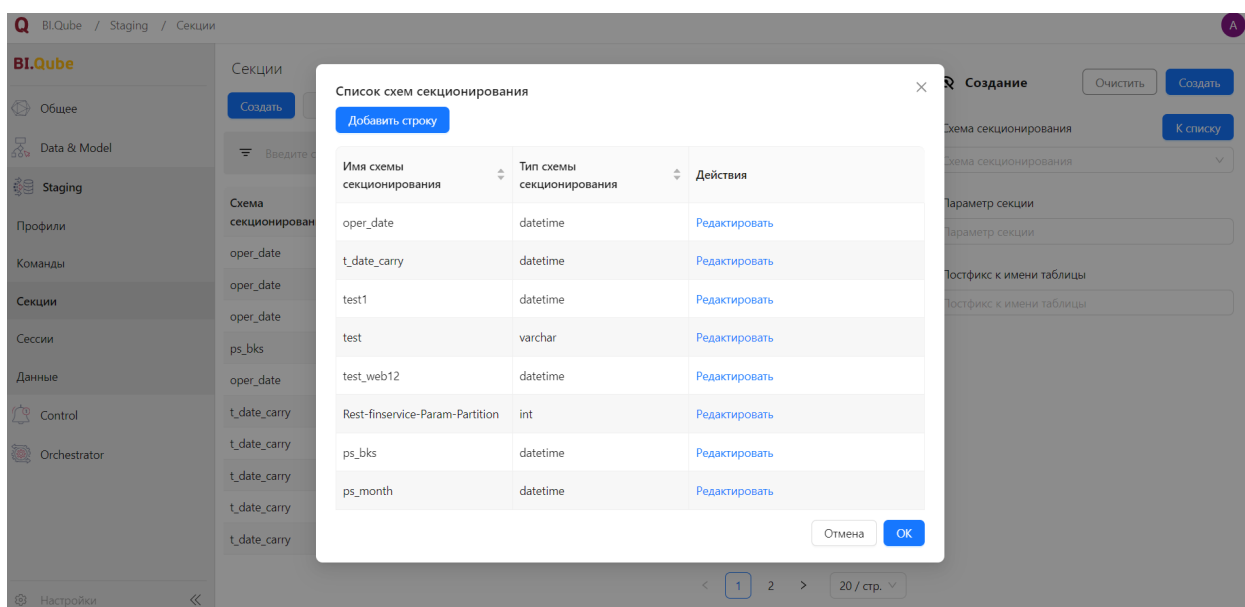 Q BI.Qube / Staging / Секции
A
BI.Qube
Общее
Data & Model
Staging
Профили
Команды
Секции
Сессии
Данные
Control
Orchestrator
Настройки
Секции
Создать
Введите
Схема
секционирован
oper_date
oper_date
oper_date
ps_bks
oper_date
t_date_carry
t_date_carry
t_date_carry
t_date_carry
t_date_carry
Список схем секционирования
Добавить строку
Имя схемы
секционирования
Тип схемы
секционирования
Действия
oper_date datetime Редактировать
t_date_carry datetime Редактировать
test1 datetime Редактировать
test varchar Редактировать
test_web12 datetime Редактировать
Rest-finservice-Param-Partition int Редактировать
ps_bks datetime Редактировать
ps_month datetime Редактировать
Отмена OK
< 1 2 > 20 / стр.
Создание Очистить Создать
Схема секционирования К списку
Схема секционирования
Параметр секции
Параметр секции
Постфикс к имени таблицы
Постфикс к имени таблицы